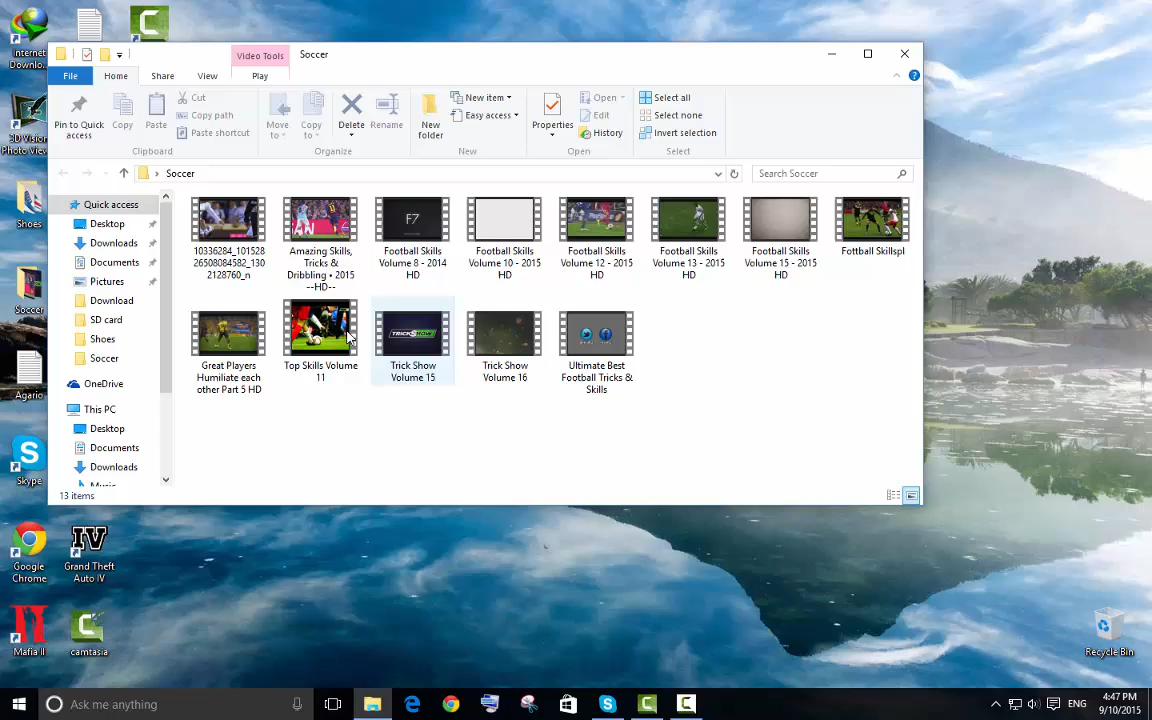 Internet
Downlo...
3D Vision
Photo View
Shoes
Soccer
Agario
Skype
Google
Chrome
Grand Theft
Auto IV
Mafia II
camtasia
Recycle Bin
Video Tools
Soccer
File
Home
Share
View
Play
Pin to Quick
access
Copy
Paste
Cut
Copy path
Paste shortcut
Clipboard
Move
to
Copy
to
Delete
Rename
Organize
New
folder
New item
Easy access
New
Properties
Open
Edit
History
Open
Select all
Select none
Invert selection
Select
Soccer
Search Soccer
Quick access
Desktop
Downloads
Documents
Pictures
Download
SD card
Shoes
Soccer
OneDrive
This PC
Desktop
Documents
Downloads
Music
10336284_101528
26508084582_130
2128760_n
Amazing Skills,
Tricks &
Dribbling • 2015
--HD--
F7
Football Skills
Volume 8 - 2014
HD
Football Skills
Volume 10 - 2015
HD
Football Skills
Volume 12 - 2015
HD
Football Skills
Volume 13 - 2015
HD
Football Skills
Volume 15 - 2015
HD
Footbal Skillspl
Great Players
Humiliate each
other Part 5 HD
Top Skills Volume
11
TRICKSHOW
Trick Show
Volume 15
Trick Show
Volume 16
Ultimate Best
Football Tricks &
Skills
13 items
Ask me anything
ENG
4:47 PM
9/10/2015